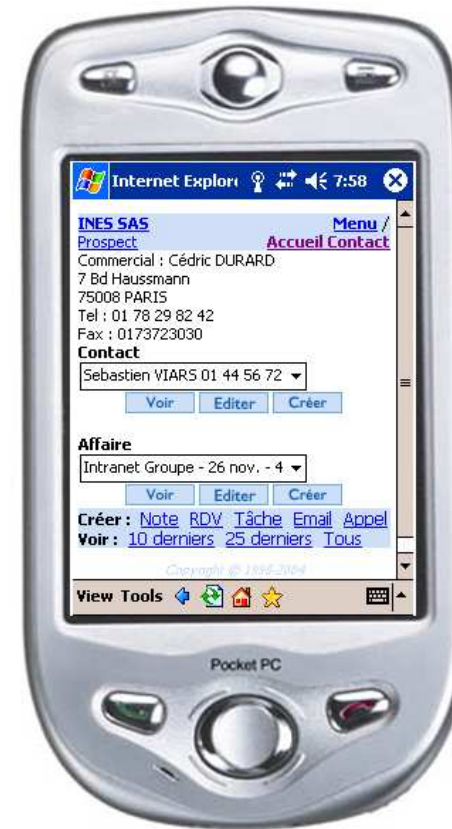 Internet Explor 7:58
INES SAS Menu /
Prospect Accueil Contact
Commercial : Cédric DURARD
7 Bd Haussmann
75008 PARIS
Tel : 01 78 29 82 42
Fax : 0173723030
Contact
Sebastien VIARS 01 44 56 72
Voir Editer Créer
Affaire
Intranet Groupe - 26 nov. - 4
Voir Editer Créer
Créer : Note RDV Tâche Email Appel
Voir : 10 derniers 25 derniers Tous
Copyright © 1998-2004
View Tools
Pocket PC